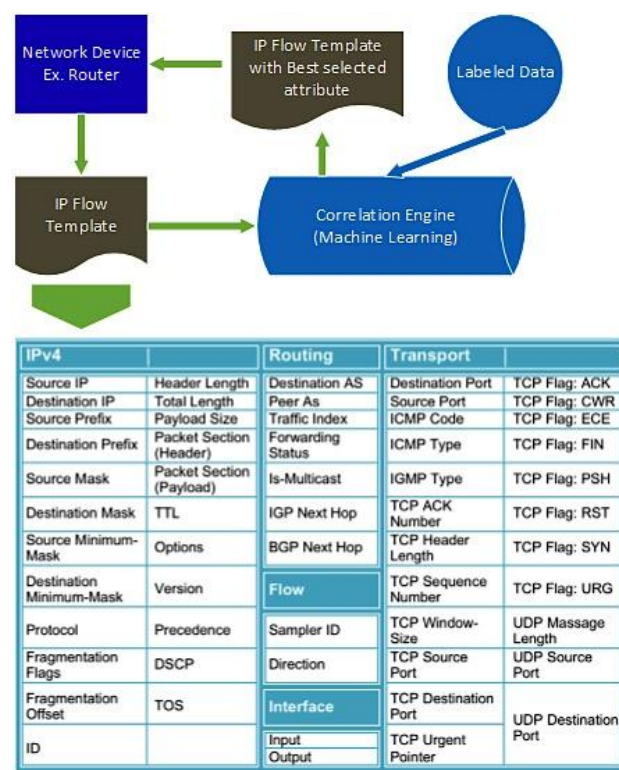 Network Device
Ex. Router
IP Flow Template
with Best selected
attribute
Labeled Data
IP Flow
Template
Correlation Engine
(Machine Learning)
IPv4
Routing
Transport
Source IP
Header Length
Destination AS
Destination Port
TCP Flag: ACK
Destination IP
Total Length
Peer As
Source Port
TCP Flag: CWR
Source Prefix
Payload Size
Traffic Index
ICMP Code
TCP Flag: ECE
Destination Prefix
Packet Section
(Header)
Forwarding
Status
ICMP Type
TCP Flag: FIN
Source Mask
Packet Section
(Payload)
Is-Multicast
IGMP Type
TCP Flag: PSH
Destination Mask
TTL
IGP Next Hop
TCP ACK
Number
TCP Flag: RST
Source Minimum-
Mask
Options
BGP Next Hop
TCP Header
Length
TCP Flag: SYN
Destination
Minimum-Mask
Version
Flow
TCP Sequence
Number
TCP Flag: URG
Protocol
Precedence
Sampler ID
TCP Window-
Size
UDP Massage
Length
Fragmentation
Flags
DSCP
Direction
TCP Source
Port
UDP Source
Port
Fragmentation
Offset
TOS
Interface
TCP Destination
Port
UDP Destination
Port
ID
Input
Output
TCP Urgent
Pointer